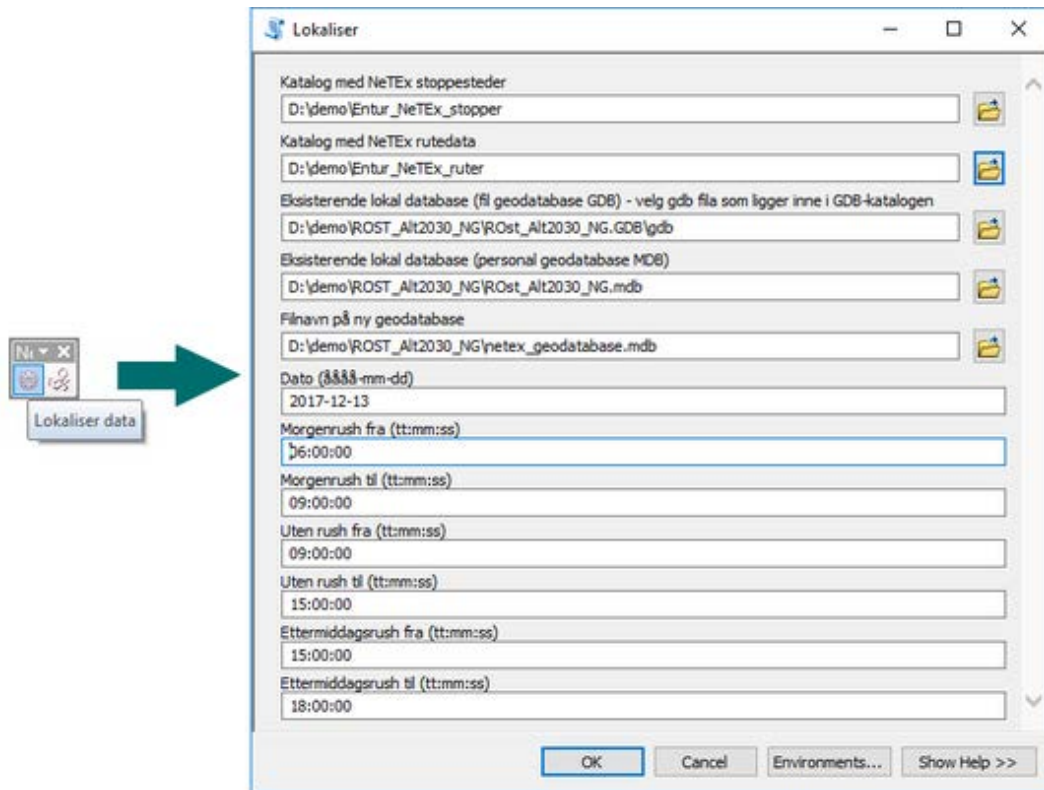 Lokaliser
Katalog med NeTEx stoppesteder
D:\demo\Entur_NeTEx_stopper
Katalog med NeTEx rutedata
D:\demo\Entur_NeTEx_ruter
Eksisterende lokal database (fil geodatabase GDB) - velg gdb fila som ligger inne i GDB-katalogen
D:\demo\ROST_Alt2030_NG\ROst_Alt2030_NG.GDB\gdb
Eksisterende lokal database (personal geodatabase MDB)
D:\demo\ROST_Alt2030_NG\ROst_Alt2030_NG.mdb
Filnavn på ny geodatabase
D:\demo\ROST_Alt2030_NG\netex_geodatabase.mdb
Dato (åååå-mm-dd)
2017-12-13
Morgenrush fra (tt:mm:ss)
06:00:00
Morgenrush til (tt:mm:ss)
09:00:00
Uten rush fra (tt:mm:ss)
09:00:00
Uten rush til (tt:mm:ss)
15:00:00
Ettermiddagsrush fra (tt:mm:ss)
15:00:00
Ettermiddagsrush til (tt:mm:ss)
18:00:00
OK Cancel Environments... Show Help >>
Lokaliser data